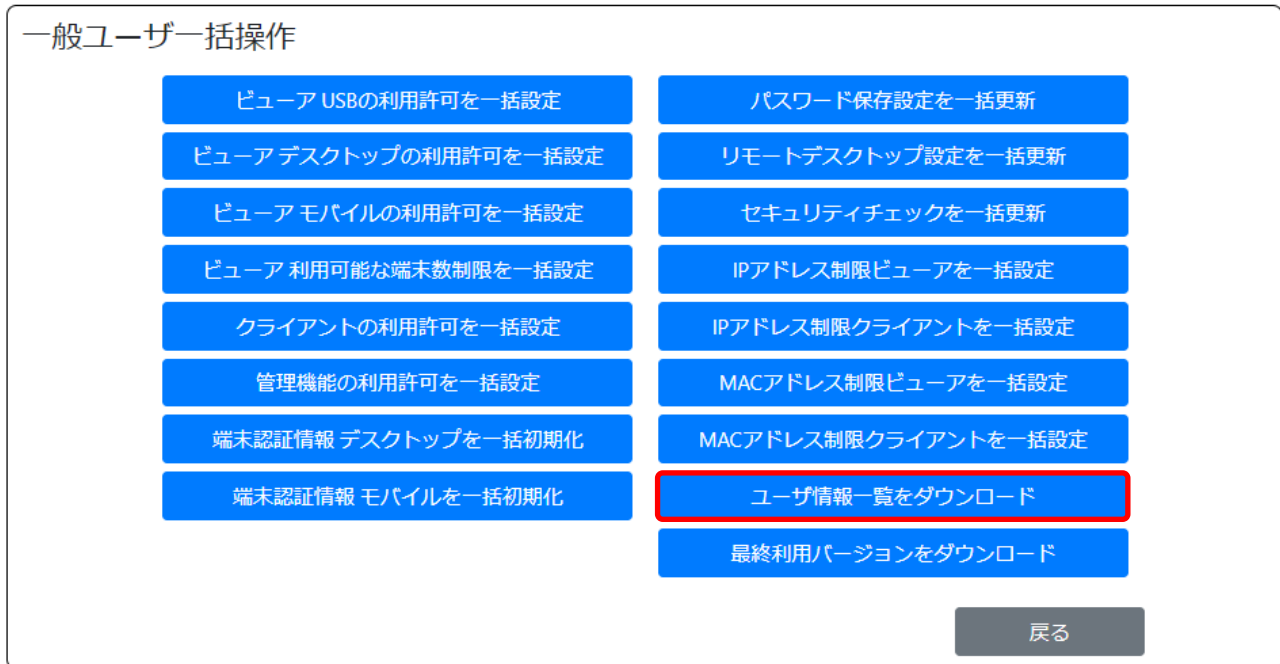 一般ユーザ一括操作
ビューア USBの利用許可を一括設定
ビューア デスクトップの利用許可を一括設定
ビューア モバイルの利用許可を一括設定
ビューア 利用可能な端末数制限を一括設定
クライアントの利用許可を一括設定
管理機能の利用許可を一括設定
端末認証情報 デスクトップを一括初期化
端末認証情報 モバイルを一括初期化
パスワード保存設定を一括更新
リモートデスクトップ設定を一括更新
セキュリティチェックを一括更新
IPアドレス制限ビューアを一括設定
IPアドレス制限クライアントを一括設定
MACアドレス制限ビューアを一括設定
MACアドレス制限クライアントを一括設定
ユーザ情報一覧をダウンロード
最終利用バージョンをダウンロード
戻る